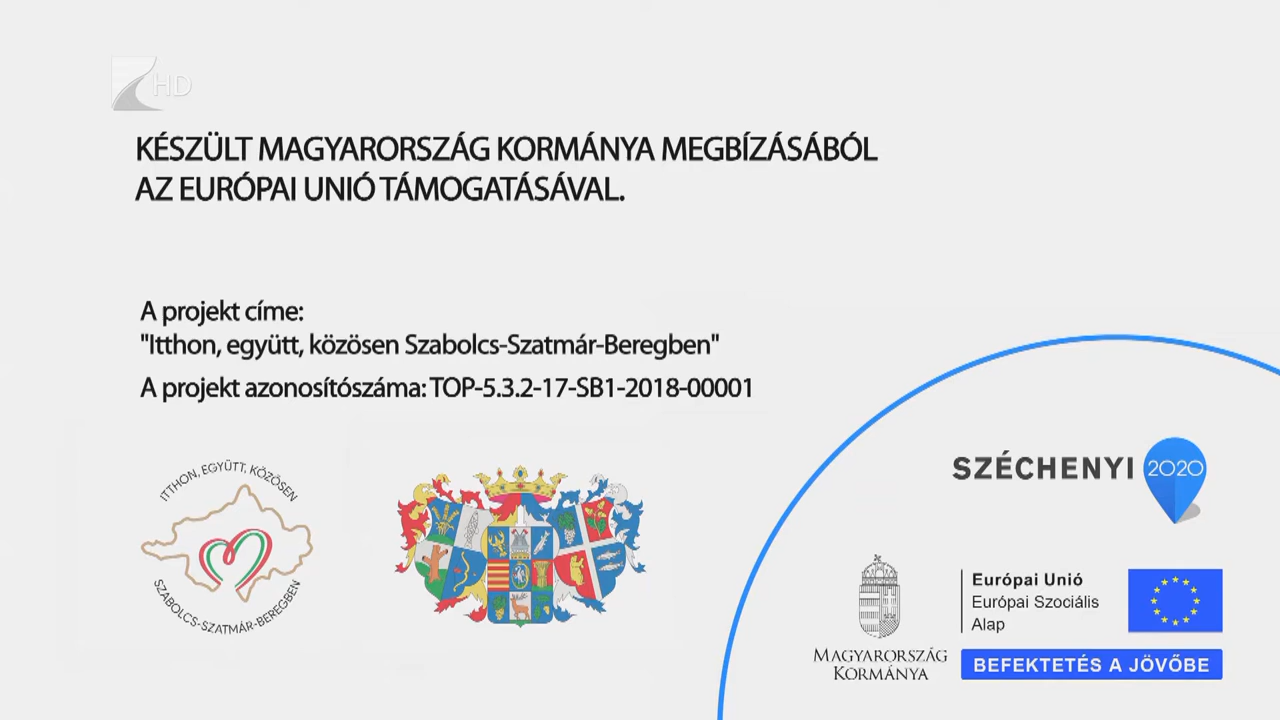 HD
KÉSZÜLT MAGYARORSZÁG KORMÁNYA MEGBÍZÁSÁBÓL
AZ EURÓPAI UNIÓ TÁMOGATÁSÁVAL.
A projekt címe:
"Itthon, együtt, közösen Szabolcs-Szatmár-Beregben"
A projekt azonosítószáma: TOP-5.3.2-17-SB1-2018-00001
ITTHON, EGYÜTT, KÖZÖSEN
SZABOLCS-SZATMÁR-BEREGBEN
SZÉCHENYI 2020
MAGYARORSZÁG
KORMÁNYA
Európai Unió
Európai Szociális
Alap
BEFEKTETÉS A JÖVŐBE